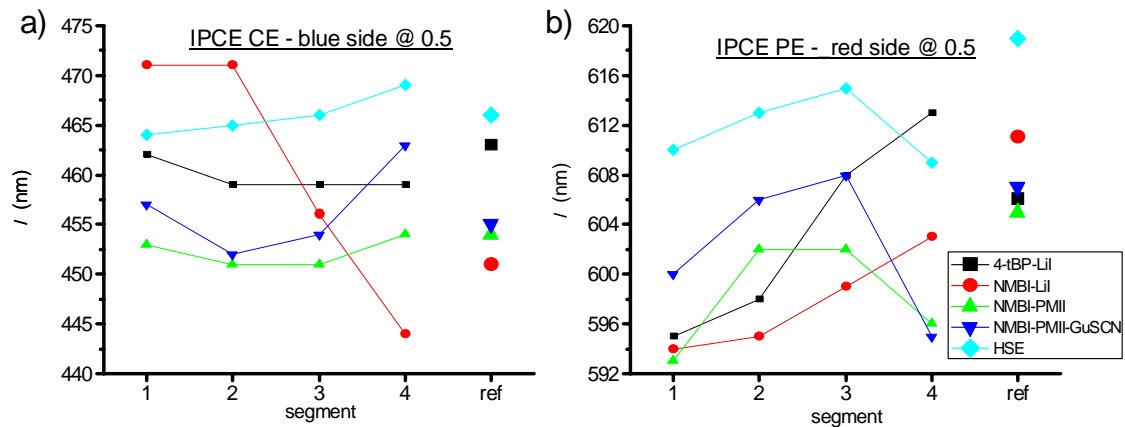 a)
IPCE CE - blue side @ 0.5
475
470
465
460
455
450
445
440
l (nm)
1 2 3 4 ref
segment
b)
IPCE PE -_red side @ 0.5
620
616
612
608
604
600
596
592
l (nm)
1 2 3 4 ref
segment
4-tBP-LiI
NMBI-LiI
NMBI-PMII
NMBI-PMII-GuSCN
HSE